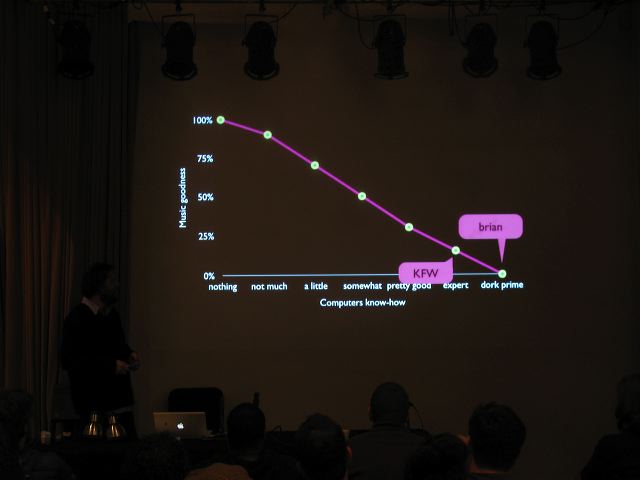 100%
75%
50%
25%
0%
Music goodness
brian
KFW
nothing not much a little somewhat pretty good expert dork prime
Computers know-how